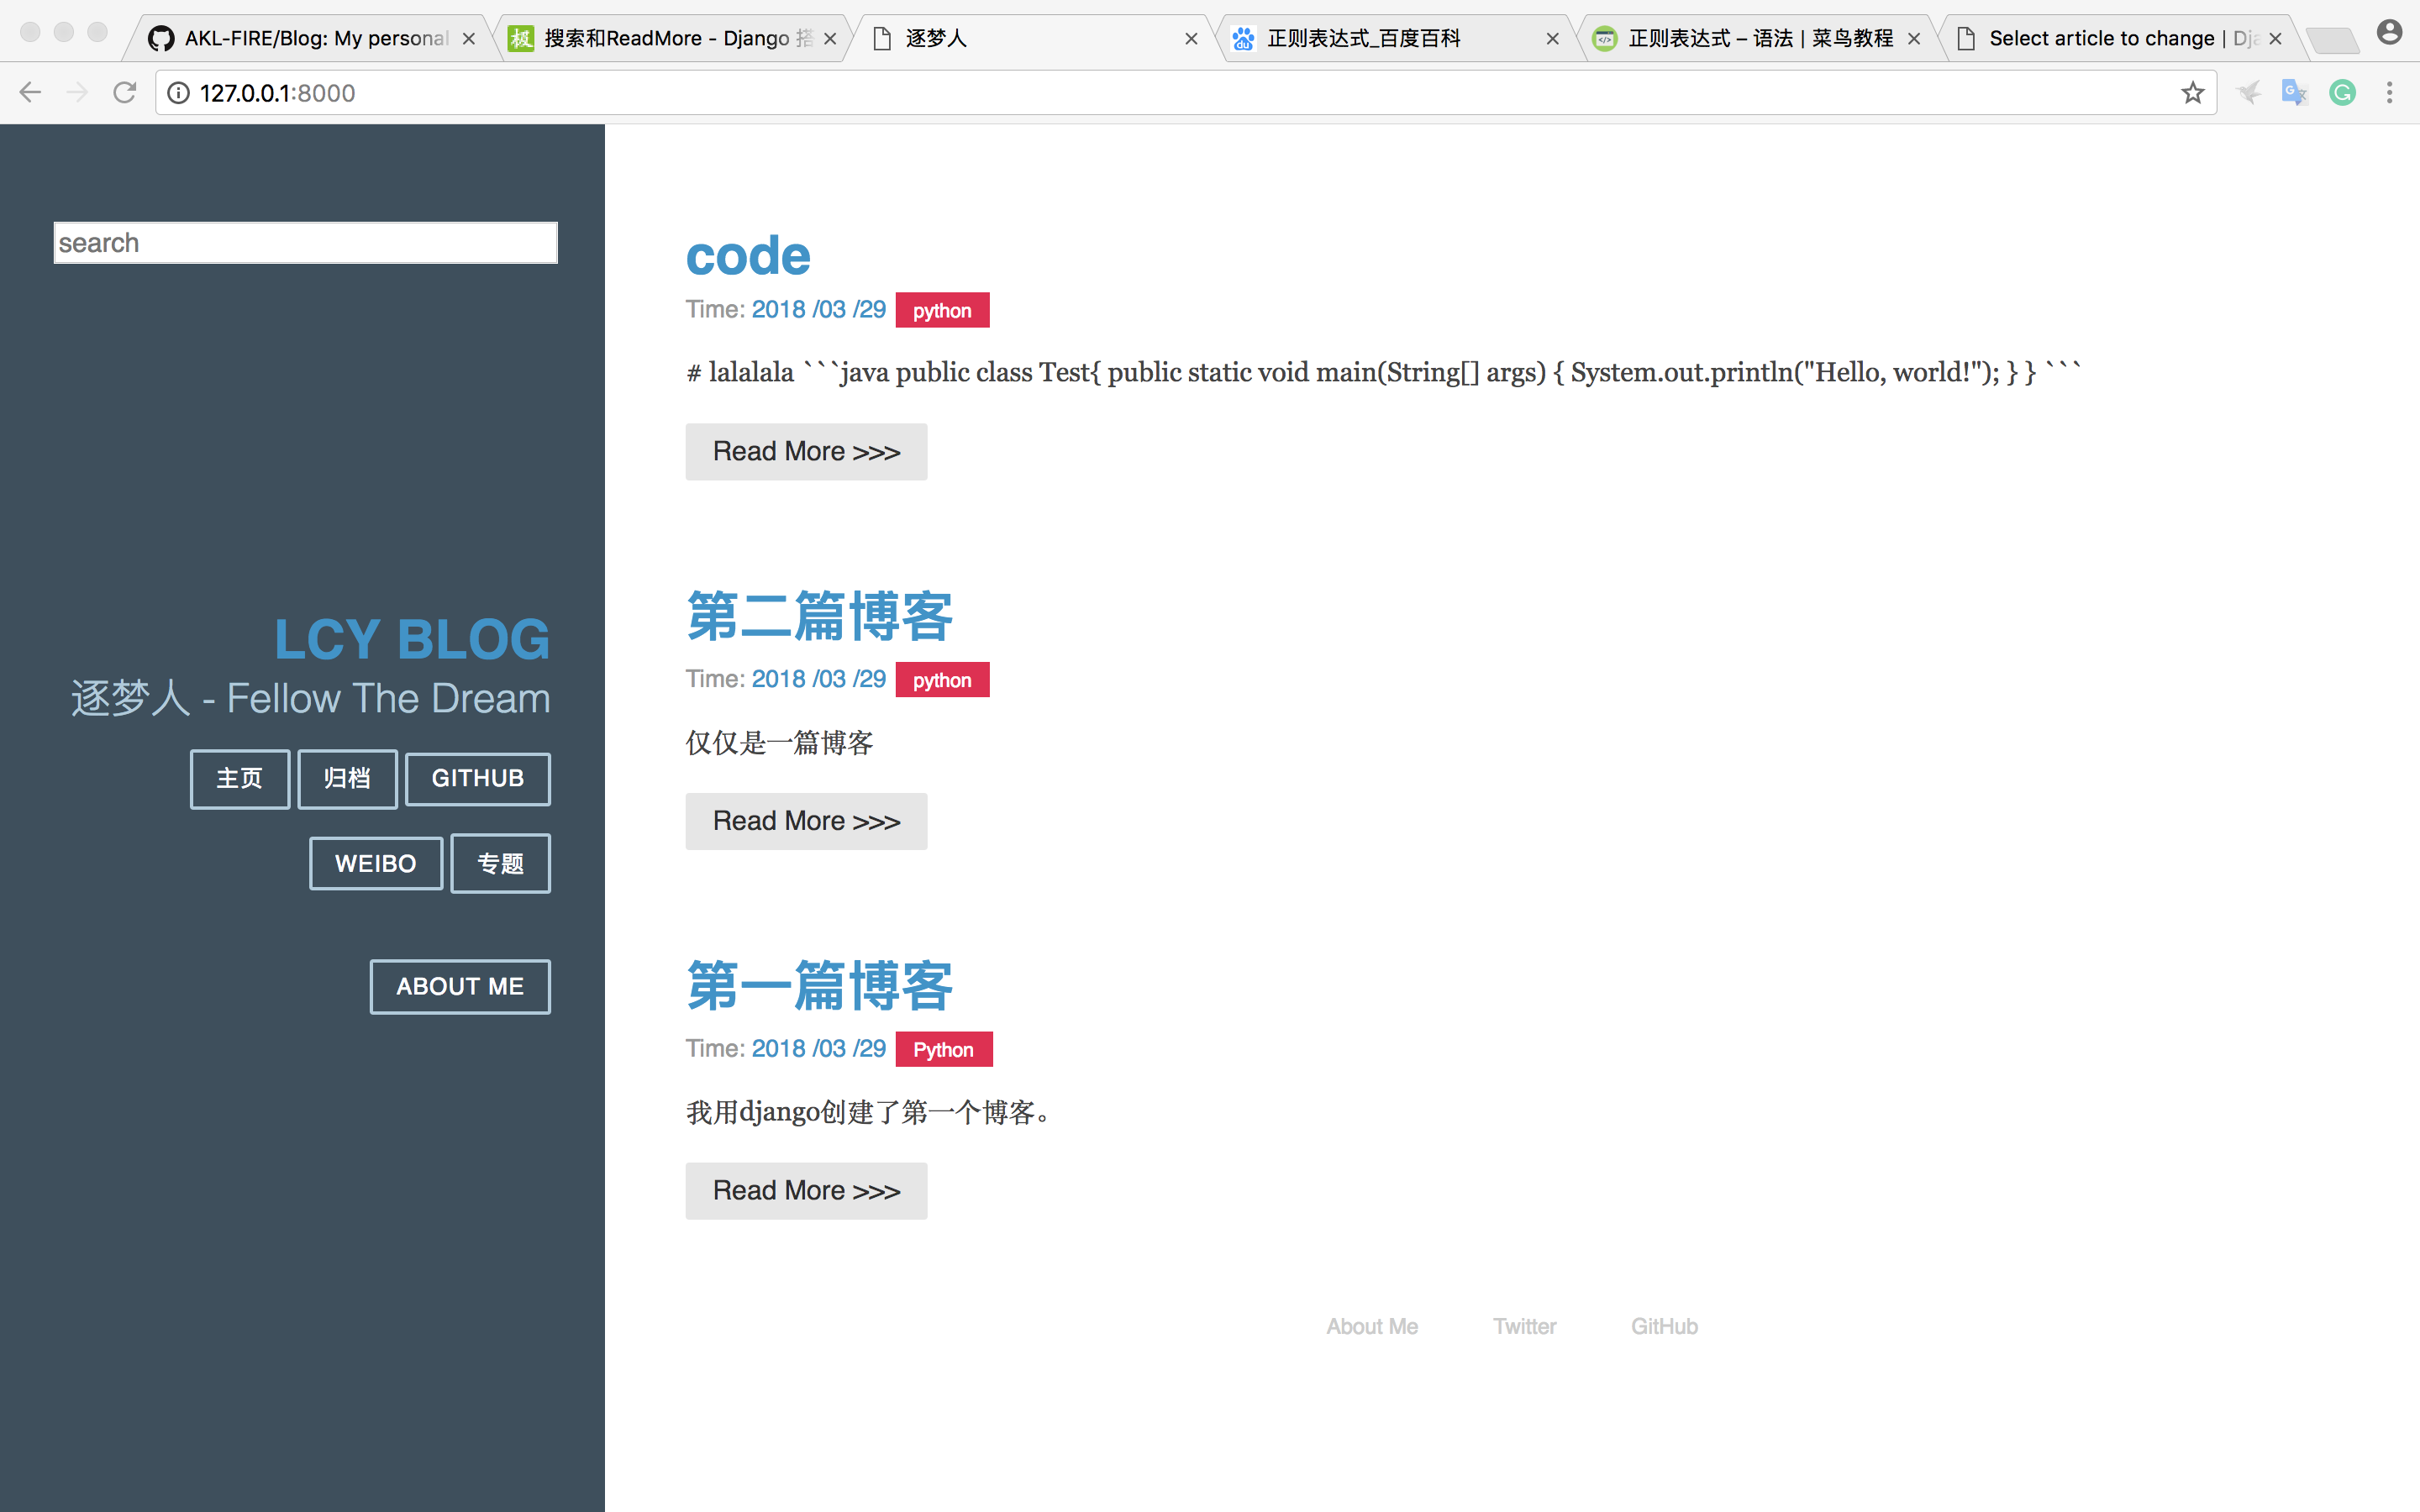 AKL-FIRE/Blog: My personal
搜索和ReadMore - Django 搭
逐梦人
正则表达式_百度百科
正则表达式 – 语法 | 菜鸟教程
Select article to change | Dja
127.0.0.1:8000
search
LCY BLOG
逐梦人 - Fellow The Dream
主页 归档 GITHUB
WEIBO 专题
ABOUT ME
code
Time: 2018 /03 /29 python
# lalalala ```java public class Test{ public static void main(String[] args) { System.out.println("Hello, world!"); } } ```
Read More >>>
第二篇博客
Time: 2018 /03 /29 python
仅仅是一篇博客
Read More >>>
第一篇博客
Time: 2018 /03 /29 Python
我用django创建了第一个博客。
Read More >>>
About Me Twitter GitHub